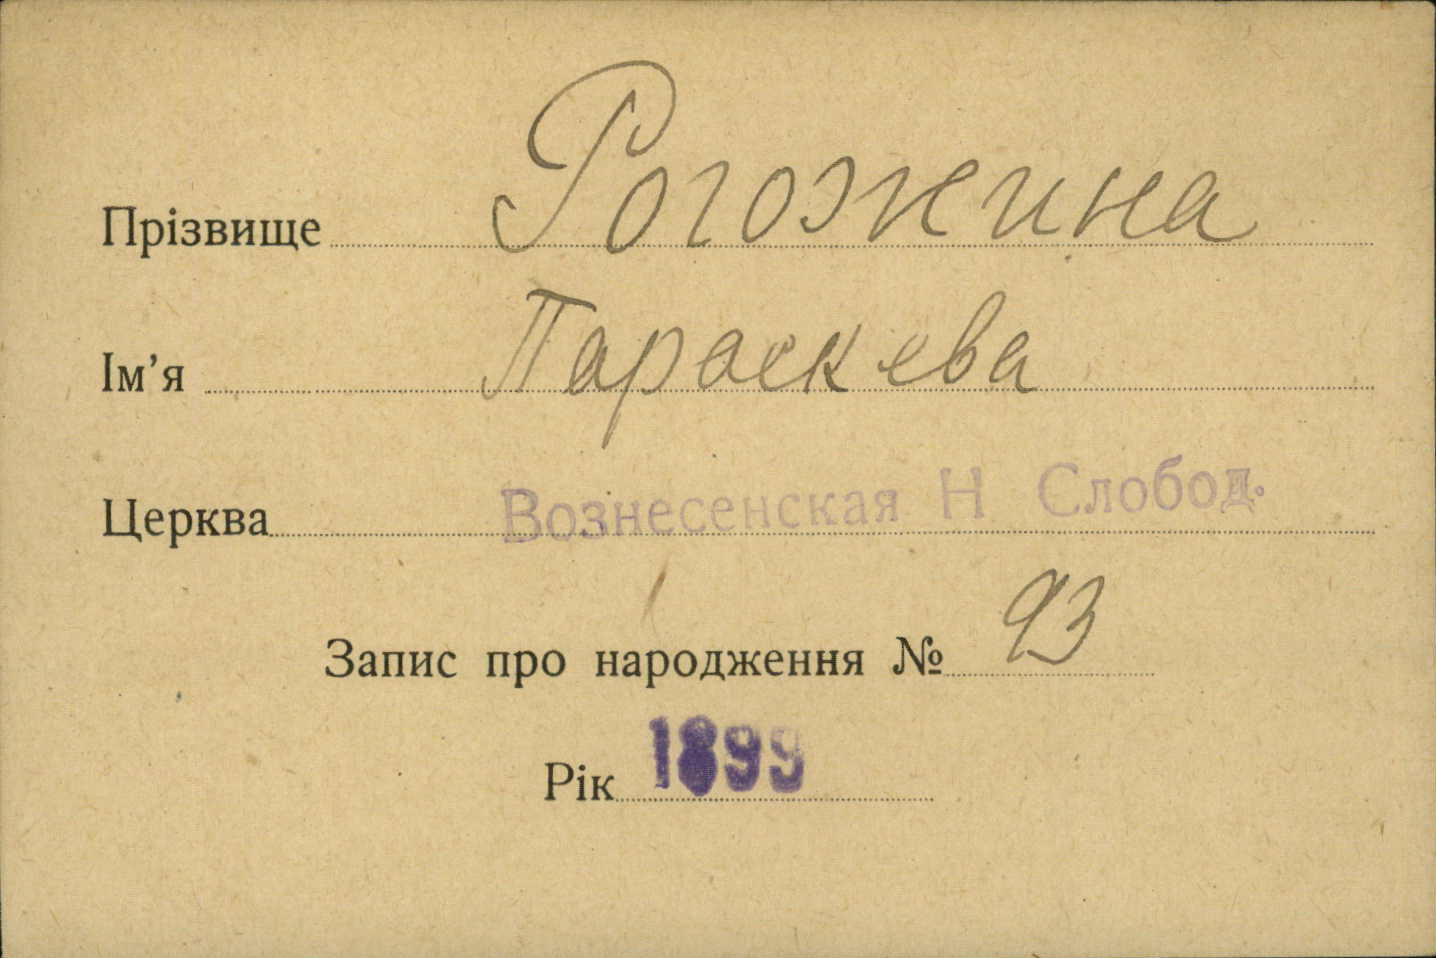 Прізвище Рогожина
Ім'я Параскева
Церква Вознесенская Н Слобод.
Запис про народження № 93
Рік 1899